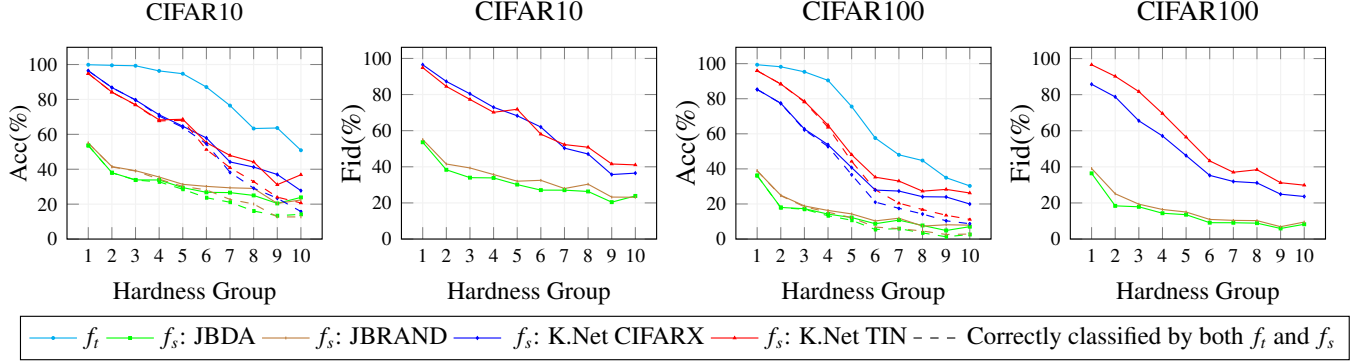 CIFAR10
CIFAR10
CIFAR100
CIFAR100
Acc(%)
100
80
60
40
20
0
1 2 3 4 5 6 7 8 9 10
Hardness Group
Fid(%)
100
80
60
40
20
0
1 2 3 4 5 6 7 8 9 10
Hardness Group
Acc(%)
100
80
60
40
20
0
1 2 3 4 5 6 7 8 9 10
Hardness Group
Fid(%)
100
80
60
40
20
0
1 2 3 4 5 6 7 8 9 10
Hardness Group
f_t f_s: JBDA f_s: JBRAND f_s: K.Net CIFARX f_s: K.Net TIN Correctly classified by both f_t and f_s